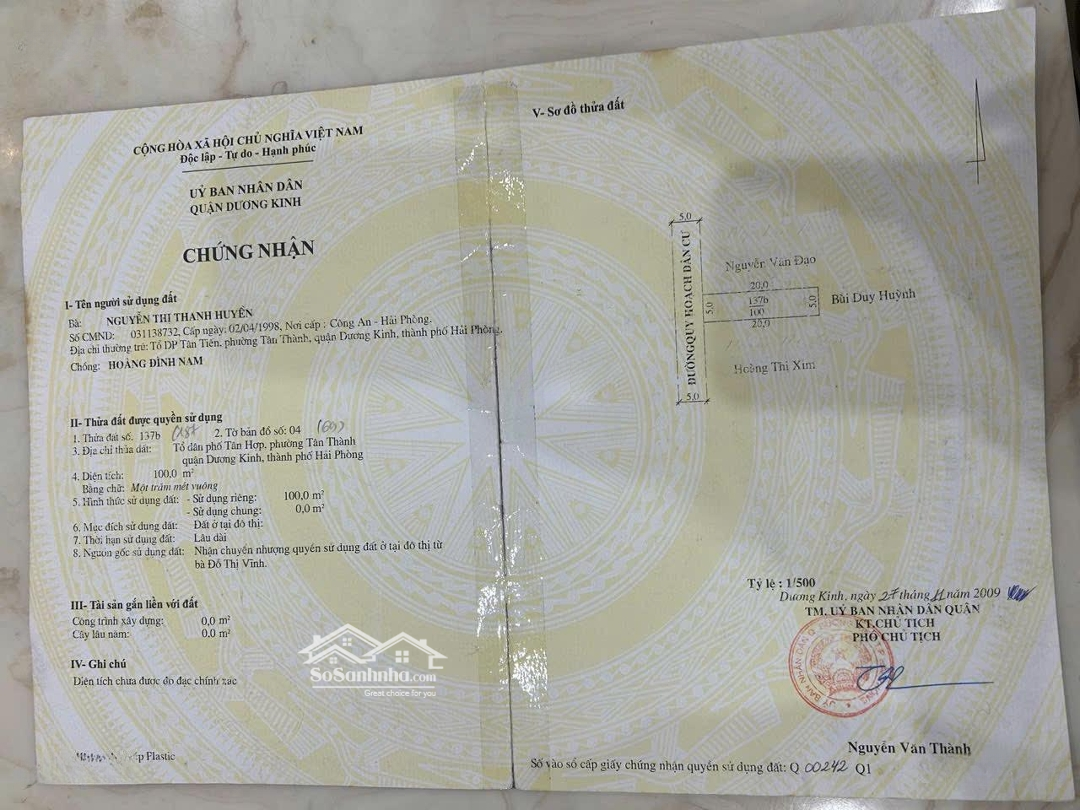 CỘNG HÒA XÃ HỘI CHỦ NGHĨA VIỆT NAM
Độc lập - Tự do - Hạnh phúc
UỶ BAN NHÂN DÂN
QUẬN DƯƠNG KINH
CHỨNG NHẬN
I- Tên người sử dụng đất
Bà: NGUYỄN THỊ THANH HUYỀN
Số CMND: 031138732, Cấp ngày: 02/04/1998, Nơi cấp : Công An - Hải Phòng.
Địa chỉ thường trú: Tổ DP Tân Tiến, phường Tân Thành, quận Dương Kinh, thành phố Hải Phòng.
Chồng: HOÀNG ĐÌNH NAM
II- Thửa đất được quyền sử dụng
1. Thửa đất số: 137b 2. Tờ bản đồ số: 04
3. Địa chỉ thửa đất: Tổ dân phố Tân Hợp, phường Tân Thành
quận Dương Kinh, thành phố Hải Phòng
4. Diện tích: 100,0 m²
Bằng chữ: Một trăm mét vuông
5. Hình thức sử dụng đất: - Sử dụng riêng: 100,0 m²
- Sử dụng chung: 0,0 m²
6. Mục đích sử dụng đất: Đất ở tại đô thị:
7. Thời hạn sử dụng đất: Lâu dài
8. Nguồn gốc sử dụng đất: Nhận chuyển nhượng quyền sử dụng đất ở tại đô thị từ
bà Đỗ Thị Vĩnh.
III- Tài sản gắn liền với đất
Công trình xây dựng: 0,0 m²
Cây lâu năm: 0,0 m²
IV- Ghi chú
Diện tích chưa được đo đạc chính xác
SoSanhnha.com
Great choice for you
Plastic
V- Sơ đồ thửa đất
5,0
ĐƯỜNG QUY HOẠCH DÂN CƯ
Nguyễn Văn Đạo
20,0
5,0
137b
100
5,0
20,0
Bùi Duy Huỳnh
Hoàng Thị Xim
5,0
Tỷ lệ : 1/500
Dương Kinh, ngày 27 tháng 11 năm 2009
TM. UỶ BAN NHÂN DÂN QUẬN
KT.CHỦ TỊCH
PHÓ CHỦ TỊCH
Nguyễn Văn Thành
Số vào sổ cấp giấy chứng nhận quyền sử dụng đất: Q 00242 Q1